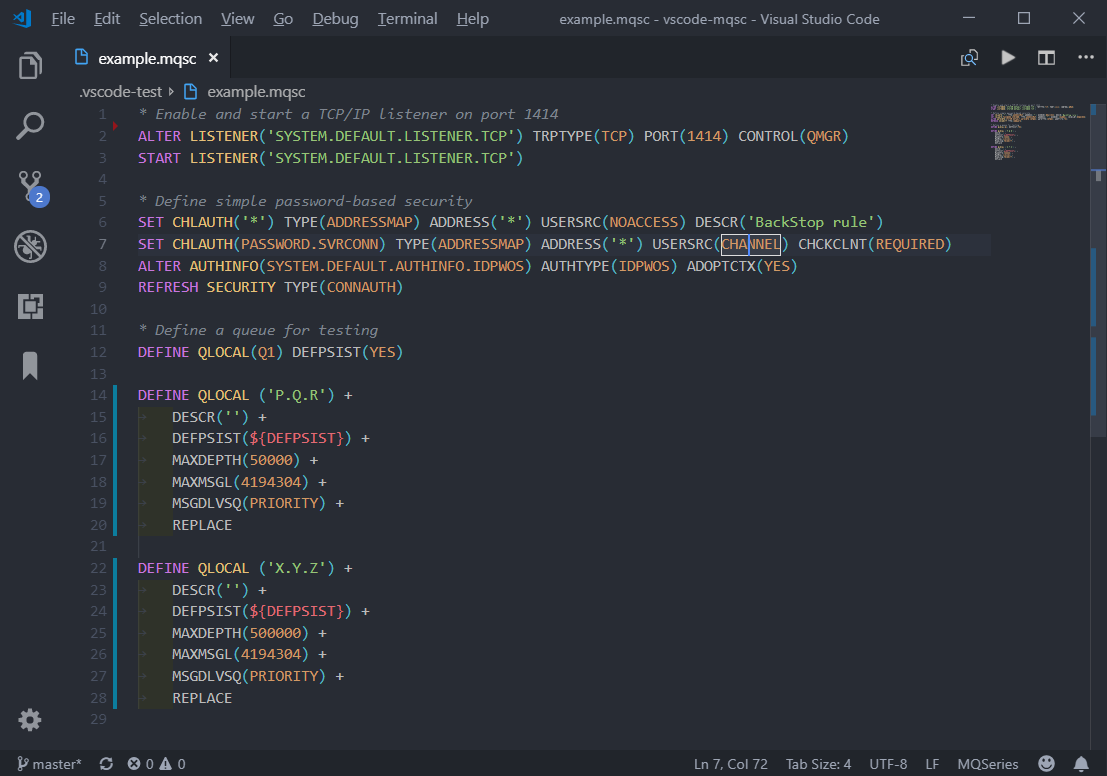 File Edit Selection View Go Debug Terminal Help example.mqsc - vscode-mqsc - Visual Studio Code
example.mqsc ×
.vscode-test › example.mqsc
1 * Enable and start a TCP/IP listener on port 1414
2 ALTER LISTENER('SYSTEM.DEFAULT.LISTENER.TCP') TRPTYPE(TCP) PORT(1414) CONTROL(QMGR)
3 START LISTENER('SYSTEM.DEFAULT.LISTENER.TCP')
4
5 * Define simple password-based security
6 SET CHLAUTH('*') TYPE(ADDRESSMAP) ADDRESS('*') USERSRC(NOACCESS) DESCR('BackStop rule')
7 SET CHLAUTH(PASSWORD.SVRCONN) TYPE(ADDRESSMAP) ADDRESS('*') USERSRC(CHANNEL) CHCKCLNT(REQUIRED)
8 ALTER AUTHINFO(SYSTEM.DEFAULT.AUTHINFO.IDPWOS) AUTHTYPE(IDPWOS) ADOPTCTX(YES)
9 REFRESH SECURITY TYPE(CONNAUTH)
10
11 * Define a queue for testing
12 DEFINE QLOCAL(Q1) DEFPSIST(YES)
13
14 DEFINE QLOCAL ('P.Q.R') +
15 DESCR('') +
16 DEFPSIST(${DEFPSIST}) +
17 MAXDEPTH(50000) +
18 MAXMSGL(4194304) +
19 MSGDLVSQ(PRIORITY) +
20 REPLACE
21
22 DEFINE QLOCAL ('X.Y.Z') +
23 DESCR('') +
24 DEFPSIST(${DEFPSIST}) +
25 MAXDEPTH(500000) +
26 MAXMSGL(4194304) +
27 MSGDLVSQ(PRIORITY) +
28 REPLACE
29
2
master* 0 0 Ln 7, Col 72 Tab Size: 4 UTF-8 LF MQSeries